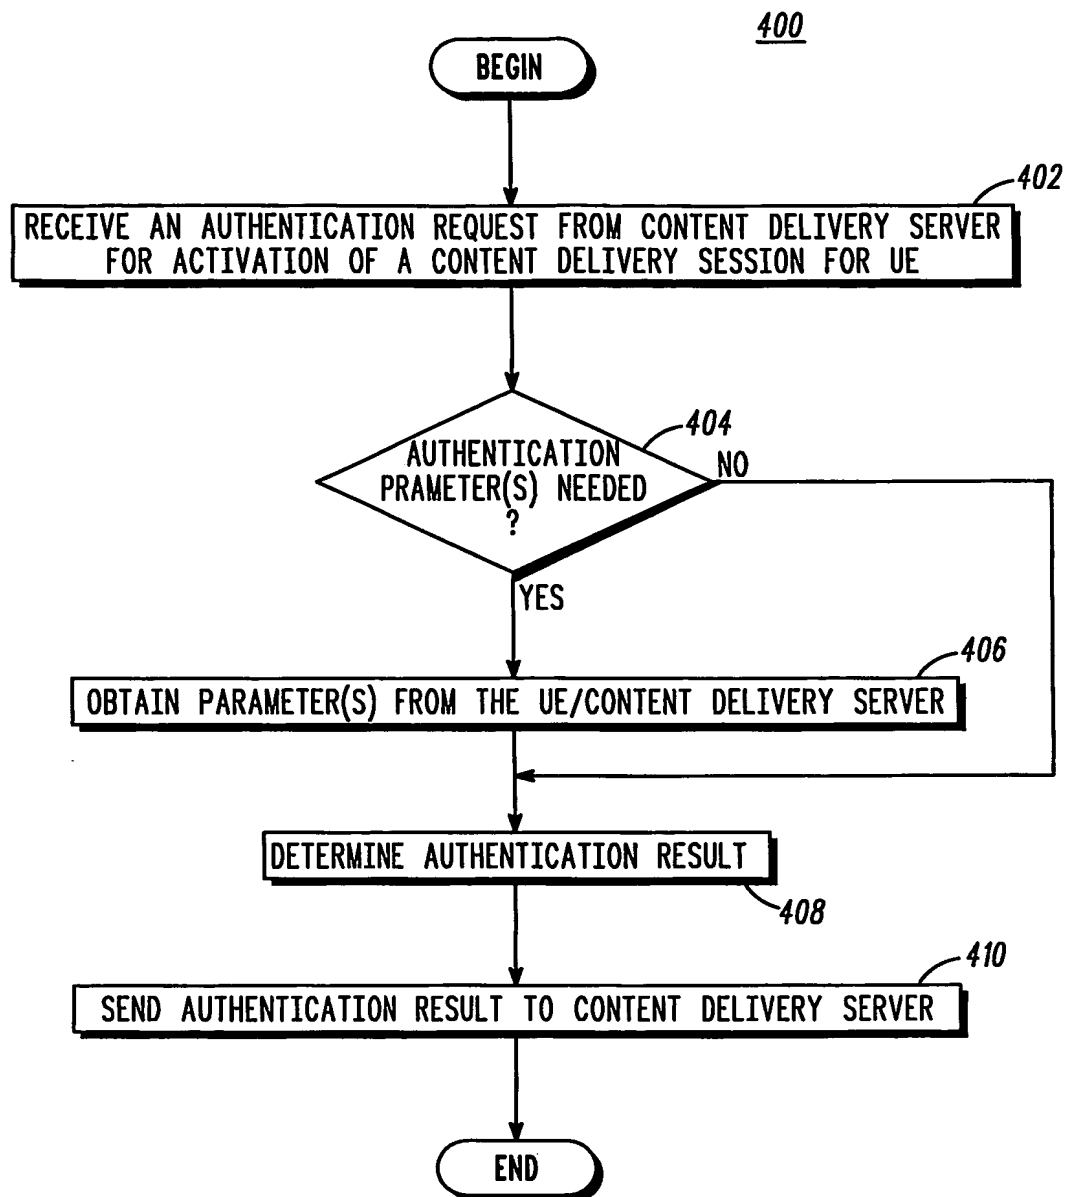 400
BEGIN
402
RECEIVE AN AUTHENTICATION REQUEST FROM CONTENT DELIVERY SERVER
FOR ACTIVATION OF A CONTENT DELIVERY SESSION FOR UE
404
AUTHENTICATION
PRAMETER(S) NEEDED
?
NO
YES
406
OBTAIN PARAMETER(S) FROM THE UE/CONTENT DELIVERY SERVER
DETERMINE AUTHENTICATION RESULT
408
410
SEND AUTHENTICATION RESULT TO CONTENT DELIVERY SERVER
END